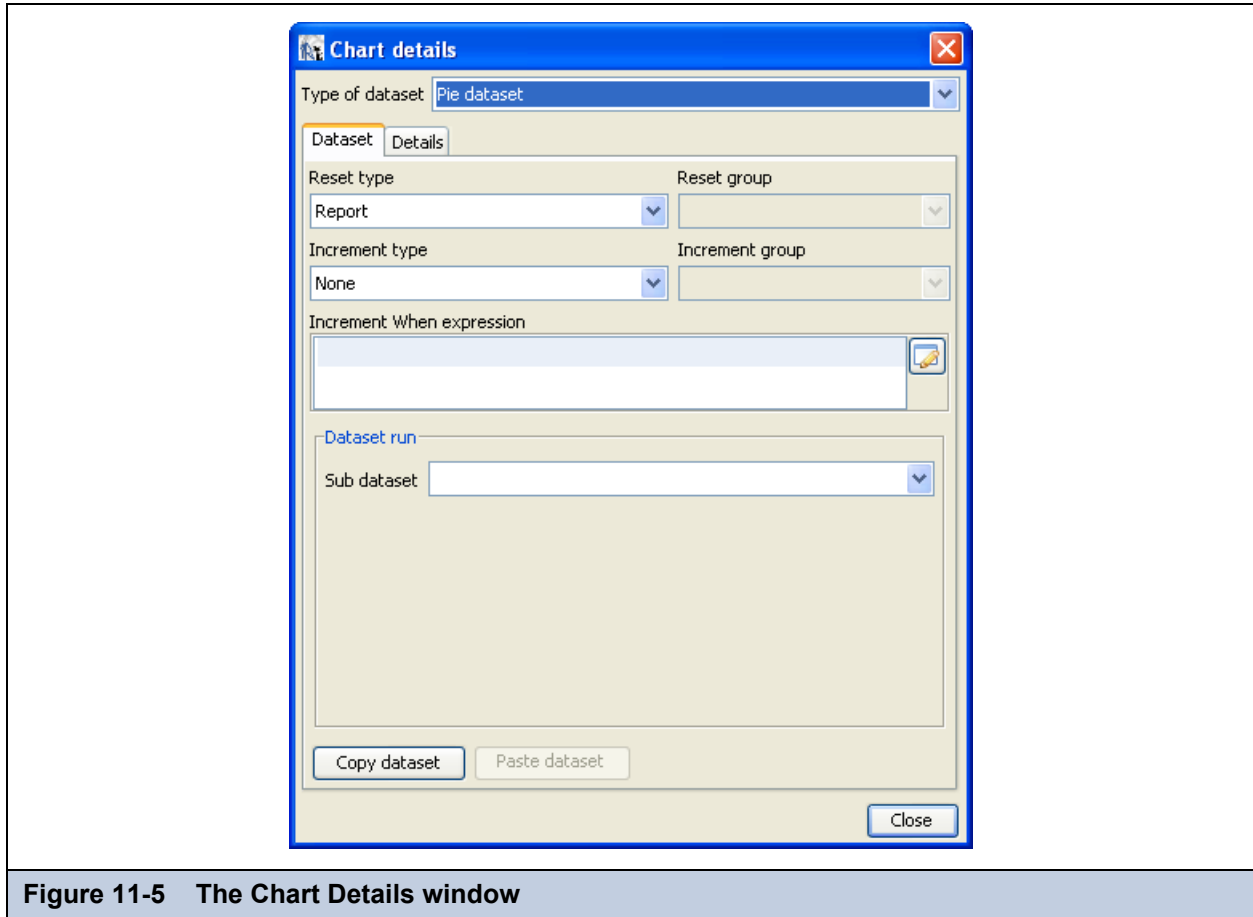 Chart details
Type of dataset Pie dataset
Dataset Details
Reset type Reset group
Report
Increment type Increment group
None
Increment When expression
Dataset run
Sub dataset
Copy dataset Paste dataset
Close
Figure 11-5 The Chart Details window